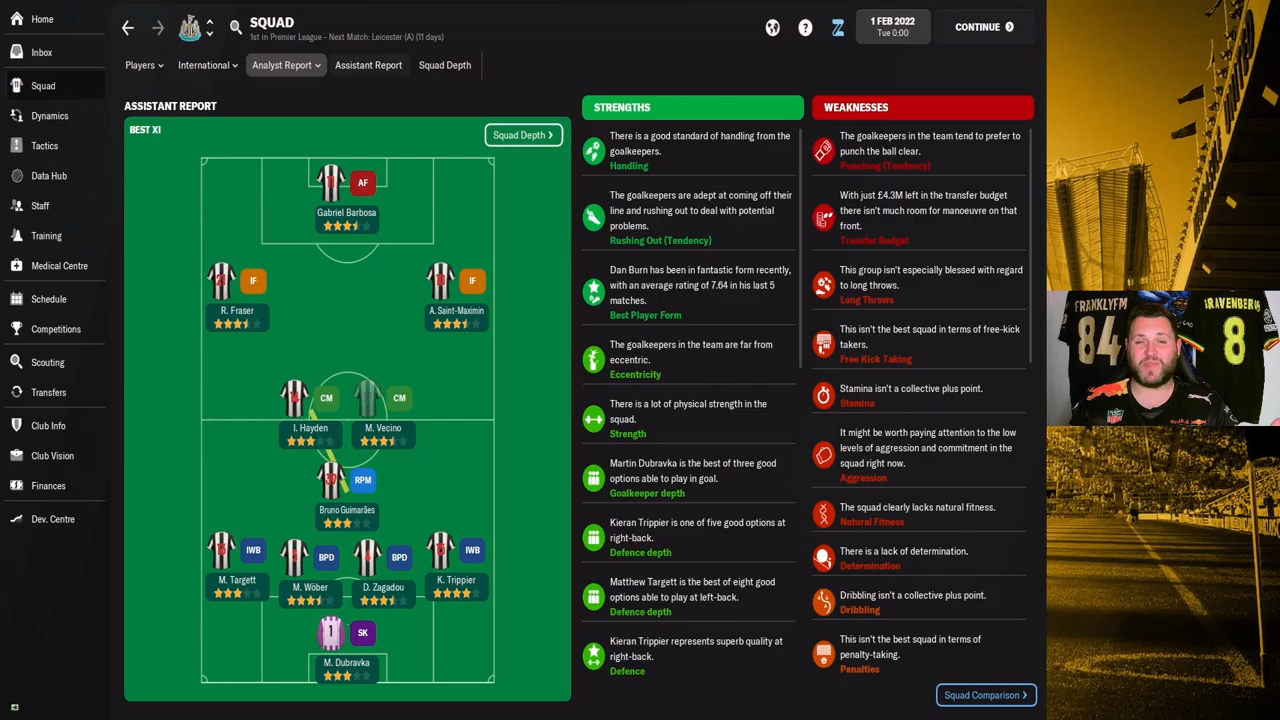 Home
Inbox
Squad
Dynamics
Tactics
Data Hub
Staff
Training
Medical Centre
Schedule
Competitions
Scouting
Transfers
Club Info
Club Vision
Finances
Dev. Centre
SQUAD
1st in Premier League - Next Match: Leicester (A) (11 days)
1 FEB 2022
Tue 0:00
CONTINUE
Players
International
Analyst Report
Assistant Report
Squad Depth
ASSISTANT REPORT
BEST XI
Squad Depth
AF
Gabriel Barbosa
IF
IF
R. Fraser
A. Saint-Maximin
CM
CM
I. Hayden
M. Vecino
RPM
Bruno Guimarães
IWB
BPD
BPD
IWB
M. Targett
M. Wöber
D. Zagadou
K. Trippier
1
SK
M. Dubravka
STRENGTHS
There is a good standard of handling from the
goalkeepers.
Handling
The goalkeepers are adept at coming off their
line and rushing out to deal with potential
problems.
Rushing Out (Tendency)
Dan Burn has been in fantastic form recently,
with an average rating of 7.64 in his last 5
matches.
Best Player Form
The goalkeepers in the team are far from
eccentric.
Eccentricity
There is a lot of physical strength in the
squad.
Strength
Martin Dubravka is the best of three good
options able to play in goal.
Goalkeeper depth
Kieran Trippier is one of five good options at
right-back.
Defence depth
Matthew Targett is the best of eight good
options able to play at left-back.
Defence depth
Kieran Trippier represents superb quality at
right-back.
Defence
WEAKNESSES
The goalkeepers in the team tend to prefer to
punch the ball clear.
Punching (Tendency)
With just £4.3M left in the transfer budget
there isn't much room for manoeuvre on that
front.
Transfer Budget
This group isn't especially blessed with regard
to long throws.
Long Throws
This isn't the best squad in terms of free-kick
takers.
Free Kick Taking
Stamina isn't a collective plus point.
Stamina
It might be worth paying attention to the low
levels of aggression and commitment in the
squad right now.
Aggression
The squad clearly lacks natural fitness.
Natural Fitness
There is a lack of determination.
Determination
Dribbling isn't a collective plus point.
Dribbling
This isn't the best squad in terms of
penalty-taking.
Penalties
Squad Comparison
FRANKLYFM
84
RAVENBER
8